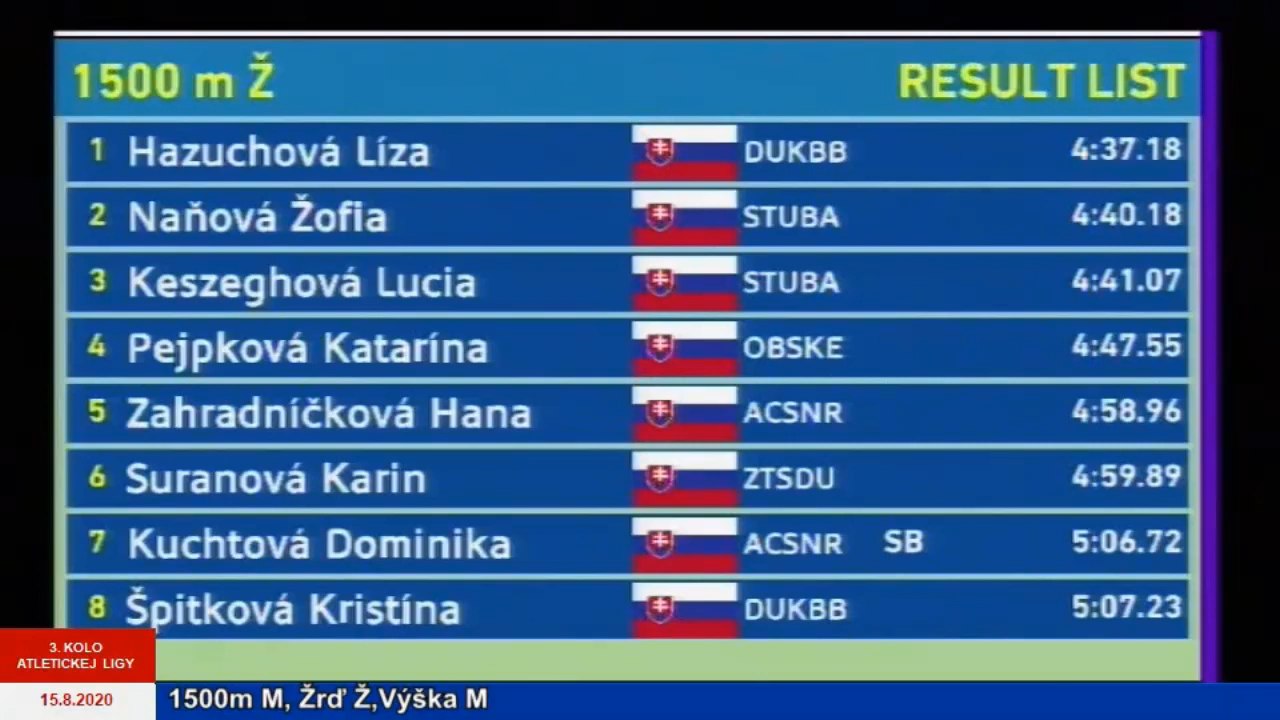 1500 m Ž RESULT LIST
1 Hazuchová Líza DUKBB 4:37.18
2 Naňová Žofia STUBA 4:40.18
3 Keszeghová Lucia STUBA 4:41.07
4 Pejpková Katarína OBSKE 4:47.55
5 Zahradníčková Hana ACSNR 4:58.96
6 Suranová Karin ZTSDU 4:59.89
7 Kuchtová Dominika ACSNR SB 5:06.72
8 Špitková Kristína DUKBB 5:07.23
3. KOLO
ATLETICKEJ LIGY
15.8.2020
1500m M, Žrď Ž,Výška M